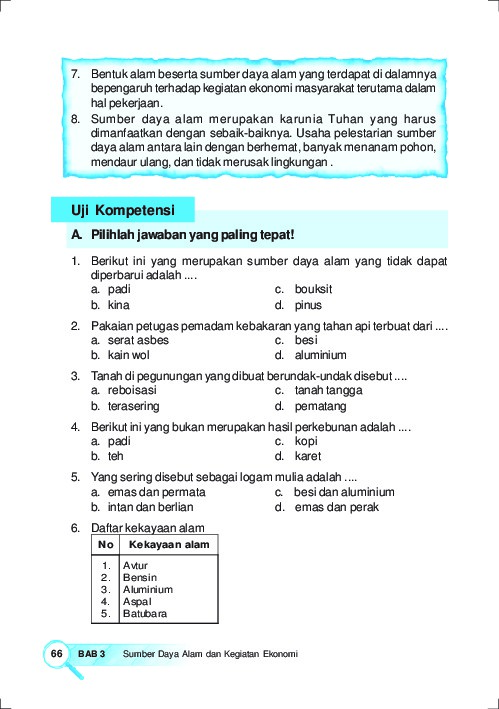 7. Bentuk alam beserta sumber daya alam yang terdapat di dalamnya
bepengaruh terhadap kegiatan ekonomi masyarakat terutama dalam
hal pekerjaan.
8. Sumber daya alam merupakan karunia Tuhan yang harus
dimanfaatkan dengan sebaik-baiknya. Usaha pelestarian sumber
daya alam antara lain dengan berhemat, banyak menanam pohon,
mendaur ulang, dan tidak merusak lingkungan .
Uji Kompetensi
A. Pilihlah jawaban yang paling tepat!
1. Berikut ini yang merupakan sumber daya alam yang tidak dapat
diperbarui adalah ....
a. padi c. bouksit
b. kina d. pinus
2. Pakaian petugas pemadam kebakaran yang tahan api terbuat dari ....
a. serat asbes c. besi
b. kain wol d. aluminium
3. Tanah di pegunungan yang dibuat berundak-undak disebut ....
a. reboisasi c. tanah tangga
b. terasering d. pematang
4. Berikut ini yang bukan merupakan hasil perkebunan adalah ....
a. padi c. kopi
b. teh d. karet
5. Yang sering disebut sebagai logam mulia adalah ....
a. emas dan permata c. besi dan aluminium
b. intan dan berlian d. emas dan perak
6. Daftar kekayaan alam
No Kekayaan alam
1. Avtur
2. Bensin
3. Aluminium
4. Aspal
5. Batubara
66 BAB 3 Sumber Daya Alam dan Kegiatan Ekonomi